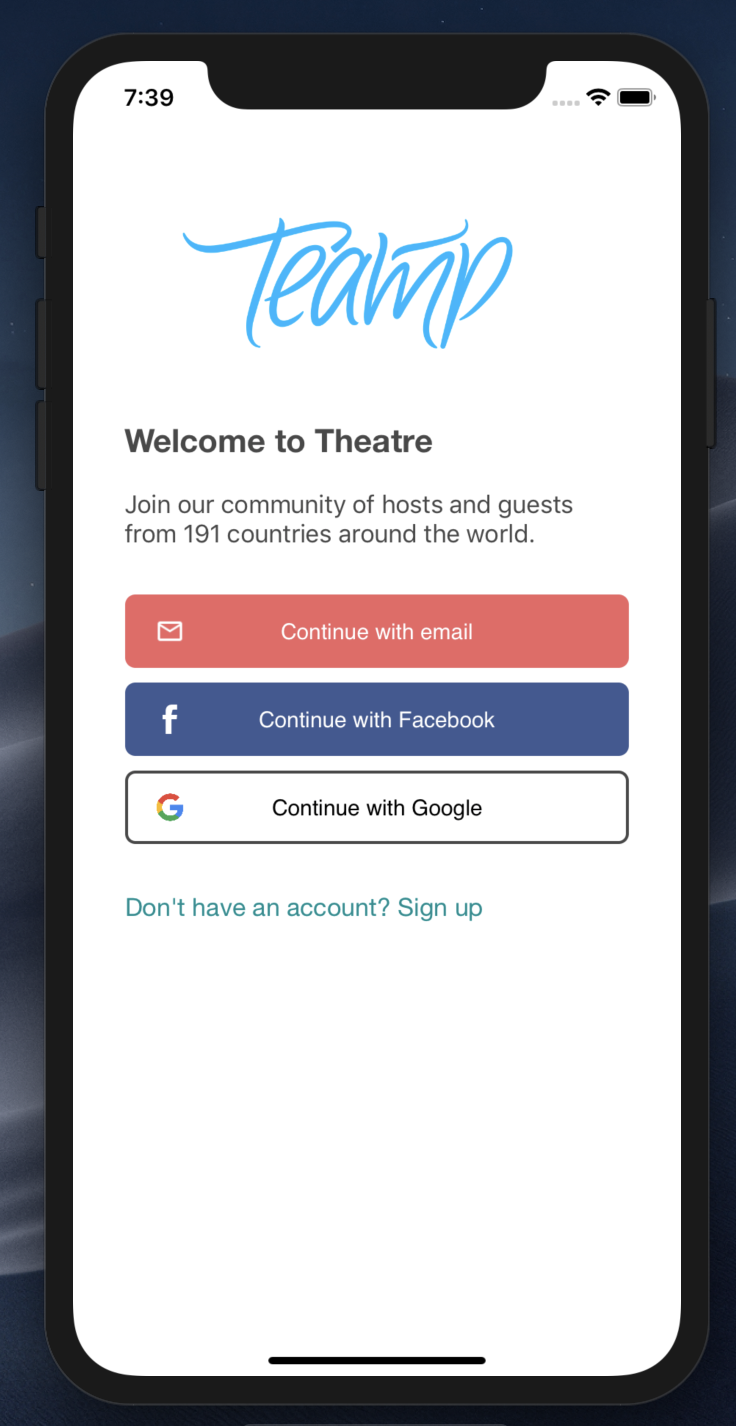 7:39
Teamp
Welcome to Theatre
Join our community of hosts and guests
from 191 countries around the world.
Continue with email
Continue with Facebook
Continue with Google
Don't have an account? Sign up